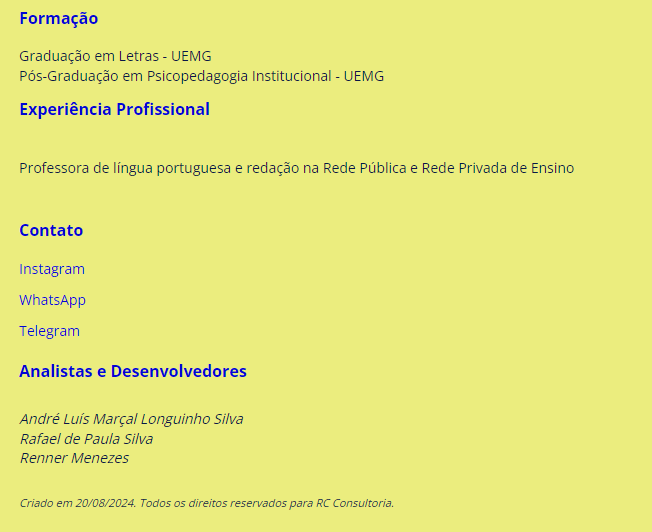 Formação
Graduação em Letras - UEMG
Pós-Graduação em Psicopedagogia Institucional - UEMG
Experiência Profissional
Professora de língua portuguesa e redação na Rede Pública e Rede Privada de Ensino
Contato
Instagram
WhatsApp
Telegram
Analistas e Desenvolvedores
André Luís Marçal Longuinho Silva
Rafael de Paula Silva
Renner Menezes
Criado em 20/08/2024. Todos os direitos reservados para RC Consultoria.